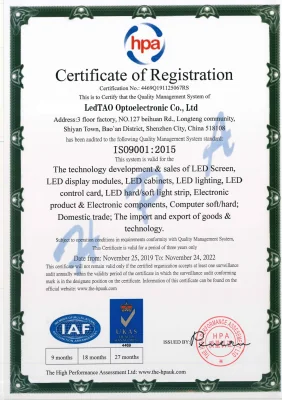 hpa
Certificate of Registration
Certification No.: 4469Q191125067RS
This is to Certify that the Quality Management System of
LedTAO Optoelectronic Co., Ltd
Address:3 floor factory, NO.127 beihuan Rd., Longteng community,
Shiyan Town, Bao'an District, Shenzhen City, China 518108
has been audited to the following Quality Management System standard:
ISO9001:2015
This system is valid for the
The technology development & sales of LED Screen,
LED display modules, LED cabinets, LED lighting, LED
control card, LED hard/soft light strip, Electronic
product & Electronic components, Computer soft/hard;
Domestic trade; The import and export of goods &
technology.
Subject to operation conditions in requirements conformity with Quality Management System,
This Certificate is valid for a period of three years only
Date from: November 25, 2019 To: November 24, 2022
This certificate can remain valid only if the certified organization accepts at least one surveillance
audit annually within the validity period of the certificate in which the surveillance audit conforming
mark is in the designate position on the certificate. Information of this certificate can be found on the
official website: www.the-hpauk.com
IAF
UKAS
4469
ISSUED BY:
HPA
9 months
18 months
27 months
The High Performance Assessment Ltd: www.the-hpauk.com